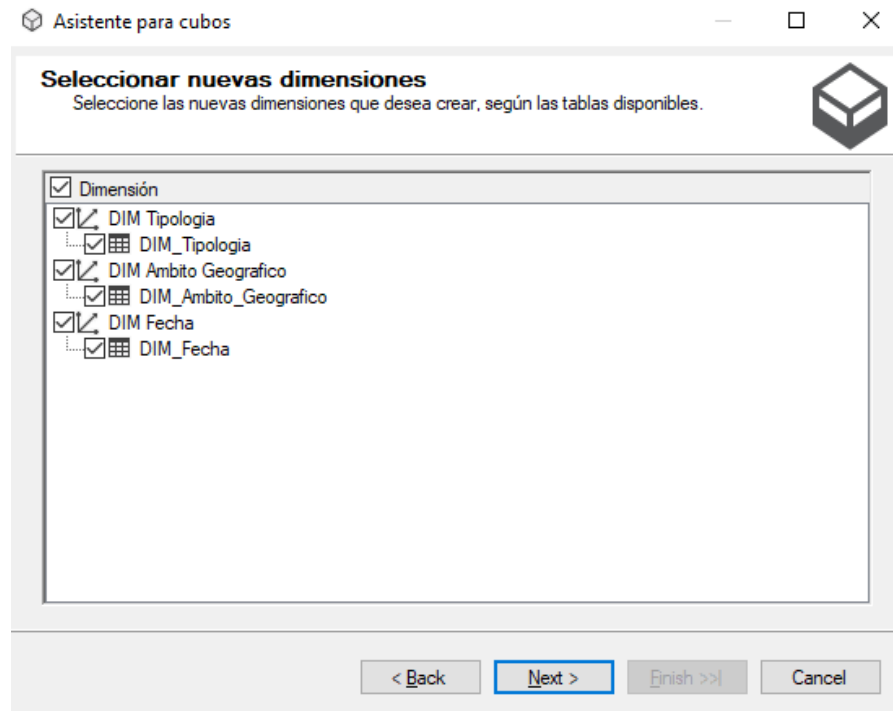 Asistente para cubos
Seleccionar nuevas dimensiones
Seleccione las nuevas dimensiones que desea crear, según las tablas disponibles.
Dimensión
DIM Tipologia
DIM_Tipologia
DIM Ambito Geografico
DIM_Ambito_Geografico
DIM Fecha
DIM_Fecha
< Back Next > Finish >>| Cancel